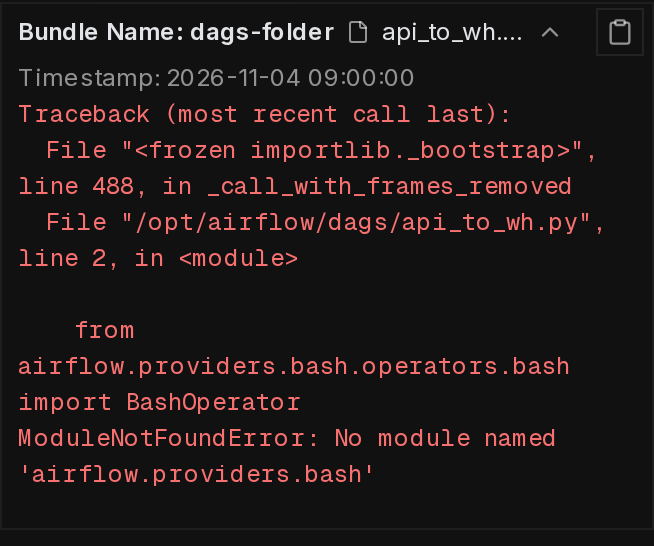 Bundle Name: dags-folder api_to_wh....
Timestamp: 2026-11-04 09:00:00
Traceback (most recent call last):
  File "<frozen importlib._bootstrap>",
line 488, in _call_with_frames_removed
  File "/opt/airflow/dags/api_to_wh.py",
line 2, in <module>

    from
airflow.providers.bash.operators.bash
import BashOperator
ModuleNotFoundError: No module named
'airflow.providers.bash'